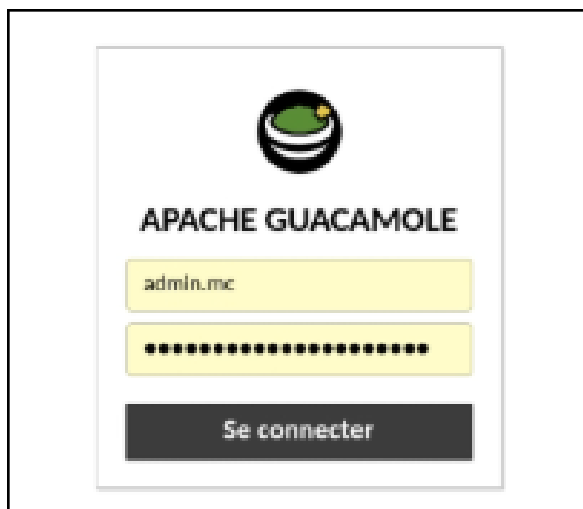 APACHE GUACAMOLE
admin.mc
•••••••••••••••••••••
Se connecter